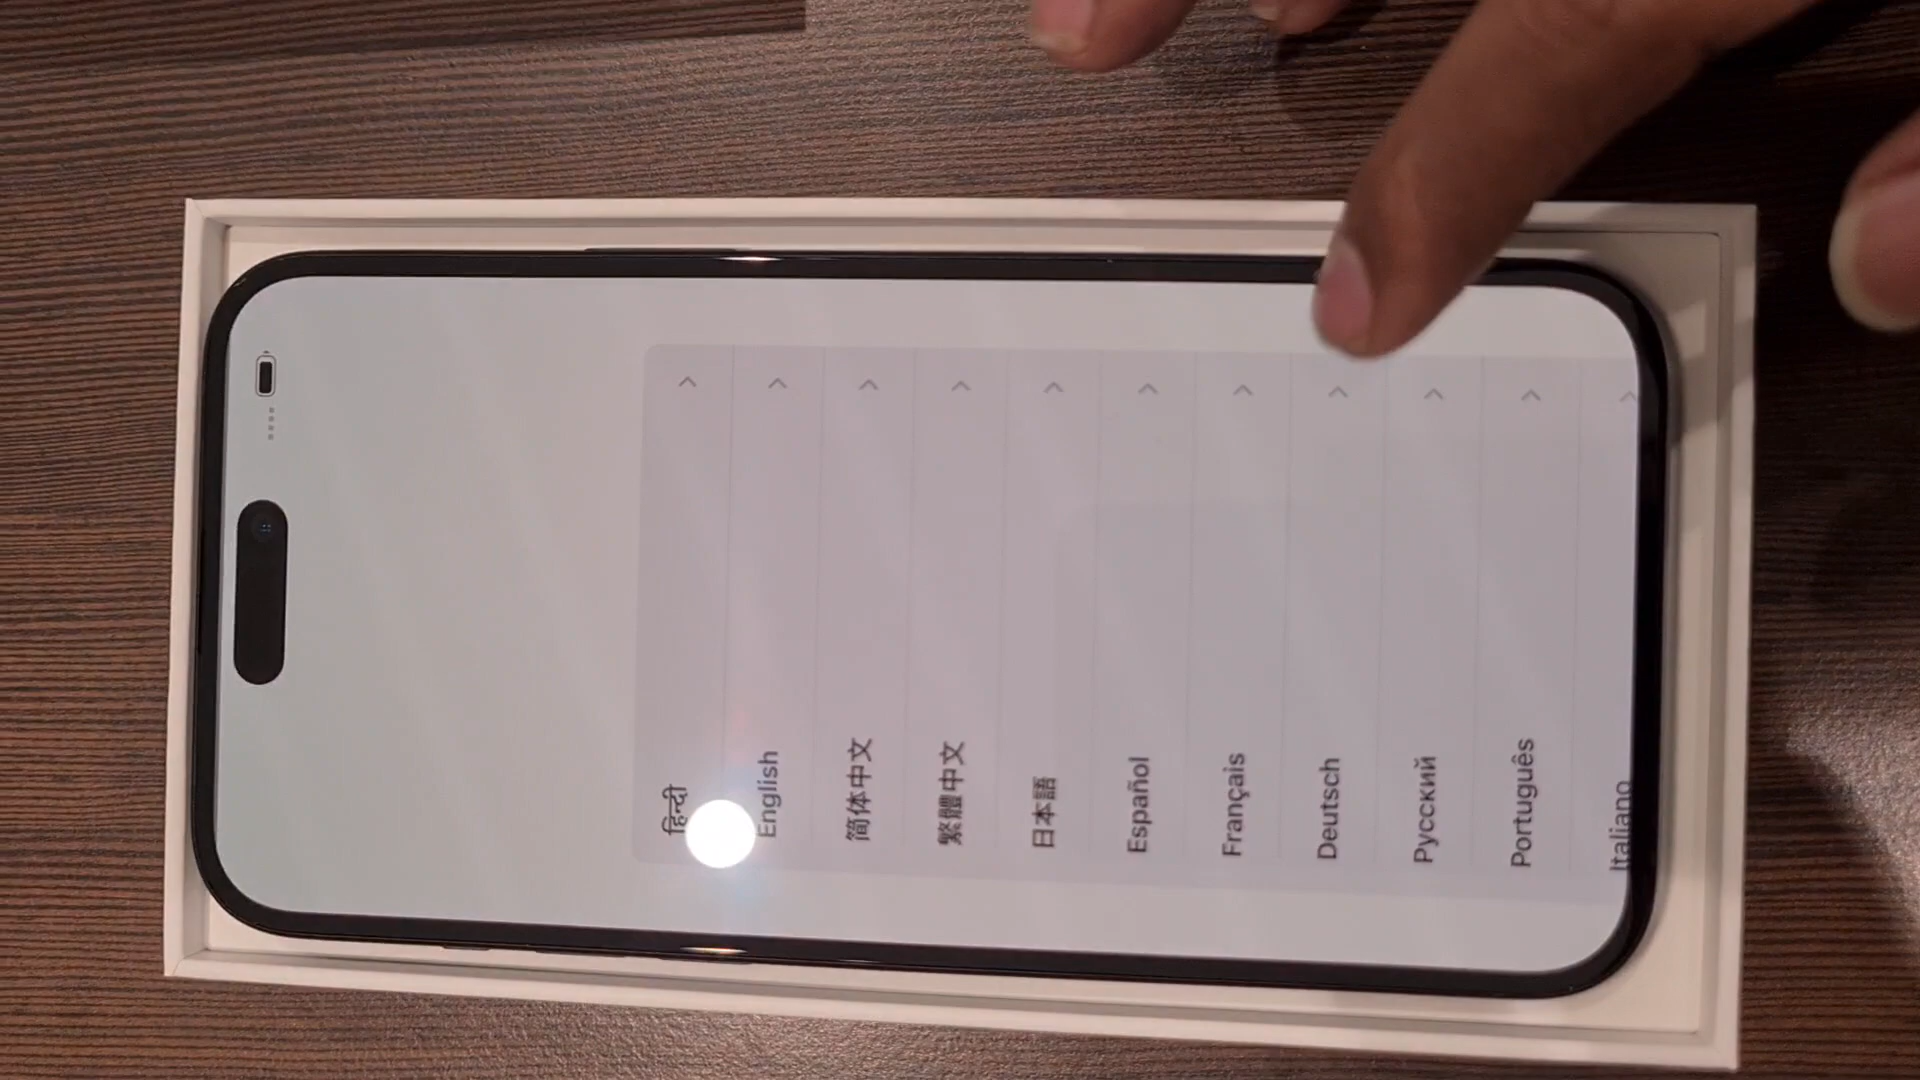 हिन्दी
English
简体中文
繁體中文
日本語
Español
Français
Deutsch
Русский
Português
Italiano